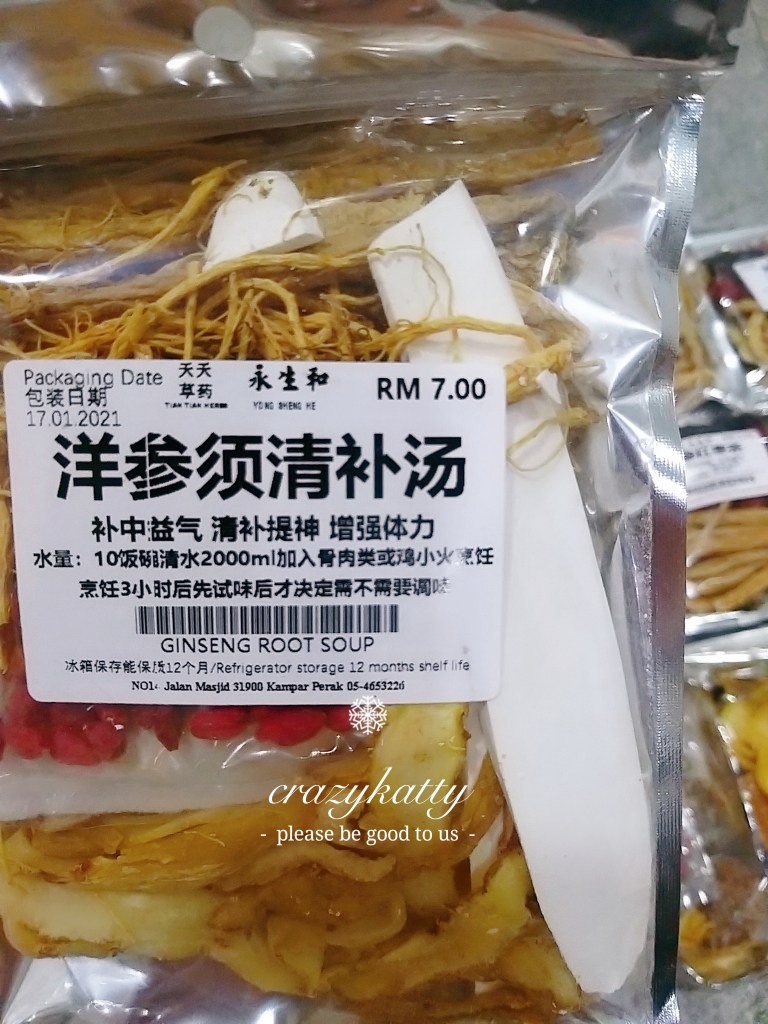 Packaging Date
包装日期
17.01.2021
天天
草药
TIAN TIAN HERBS
永生和
YONG SHENG HE
RM 7.00
洋参须清补汤
补中益气 清补提神 增强体力
水量：10饭碗清水2000ml加入骨肉类或鸡小火烹饪
烹饪3小时后先试味后才决定需不需要调味
GINSENG ROOT SOUP
冰箱保存能保质12个月/Refrigerator storage 12 months shelf life
Jalan Masjid 31900 Kampar Perak 05-4653226
crazykatty
- please be good to us -